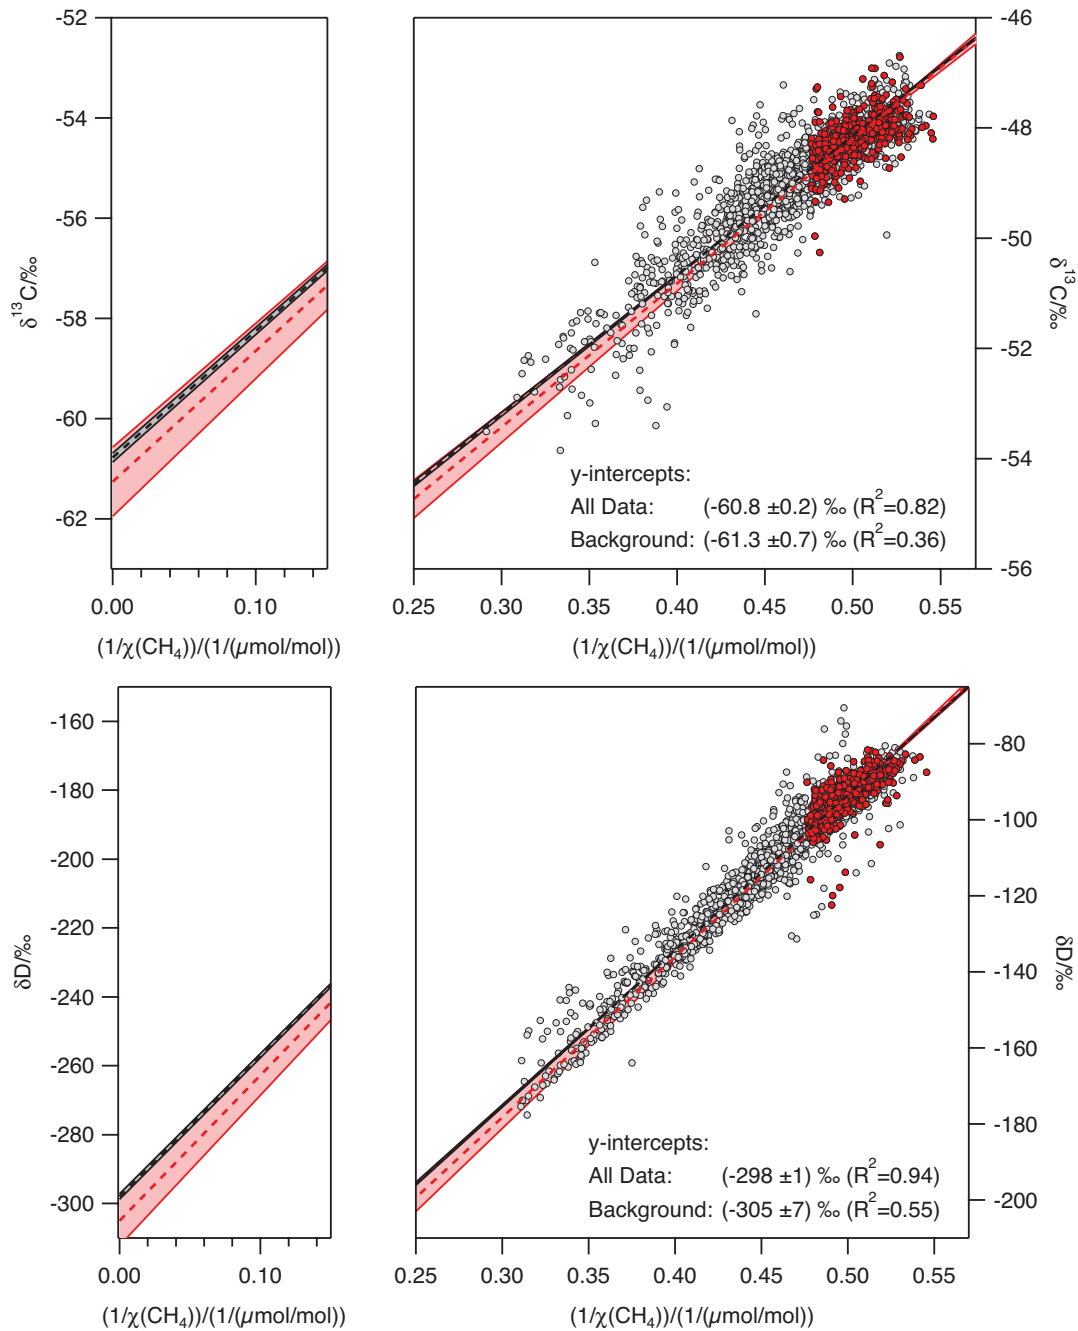 -52
-54
-56
-58
-60
-62
δ13C/‰
0.00 0.10
(1/χ(CH4))/(1/(µmol/mol))
-46
-48
-50
-52
-54
-56
δ13C/‰
y-intercepts:
All Data: (-60.8 ±0.2) ‰ (R2=0.82)
Background: (-61.3 ±0.7) ‰ (R2=0.36)
0.25 0.30 0.35 0.40 0.45 0.50 0.55
(1/χ(CH4))/(1/(µmol/mol))
-160
-180
-200
-220
-240
-260
-280
-300
δD/‰
0.00 0.10
(1/χ(CH4))/(1/(µmol/mol))
-80
-100
-120
-140
-160
-180
-200
δD/‰
y-intercepts:
All Data: (-298 ±1) ‰ (R2=0.94)
Background: (-305 ±7) ‰ (R2=0.55)
0.25 0.30 0.35 0.40 0.45 0.50 0.55
(1/χ(CH4))/(1/(µmol/mol))